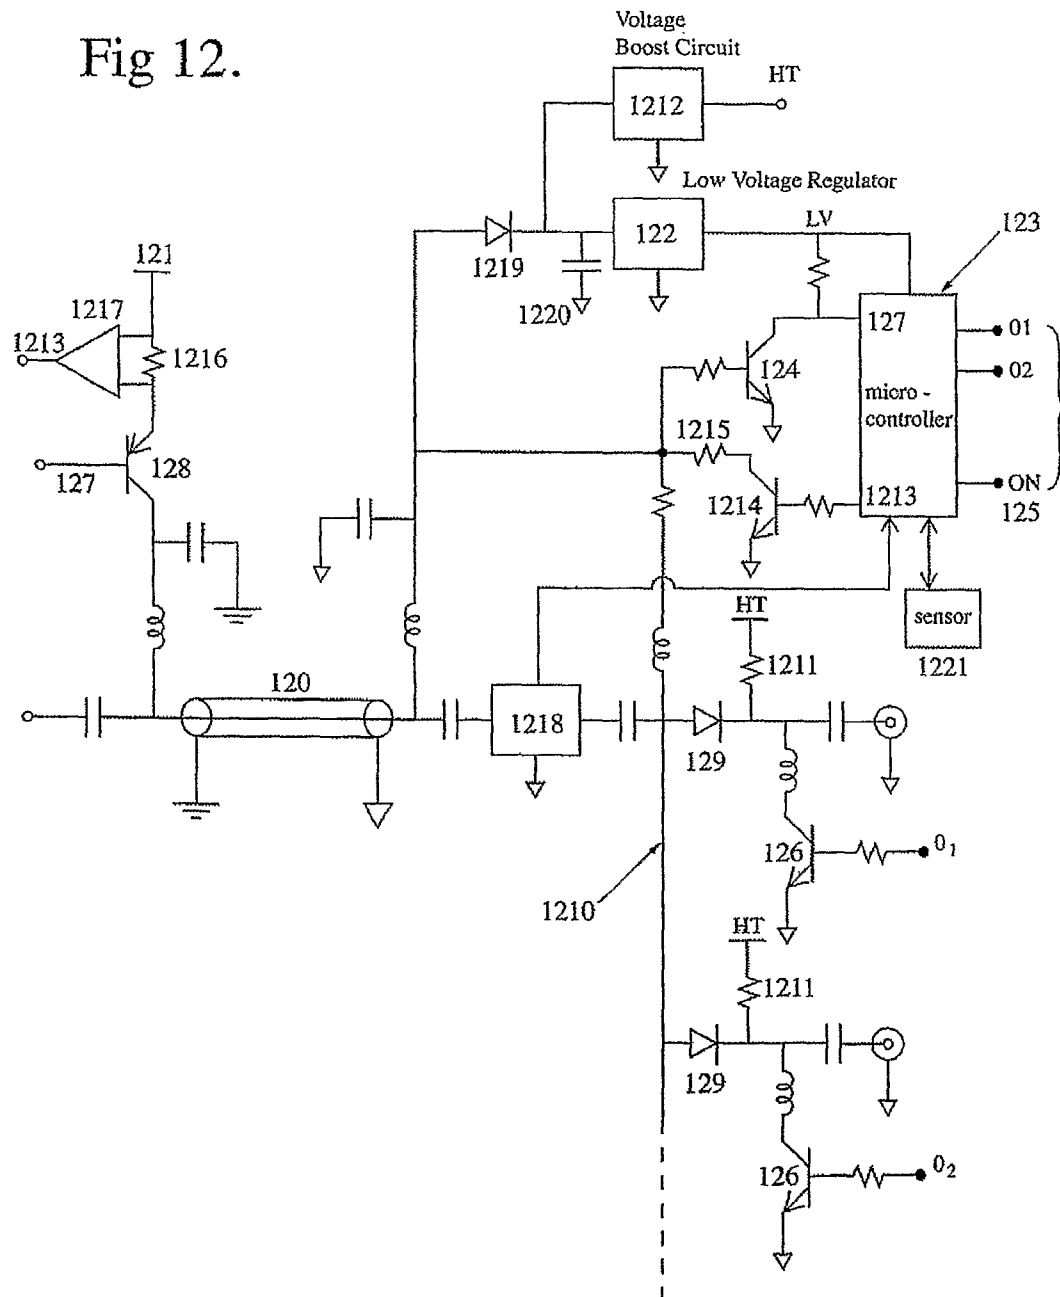 Fig 12.
Voltage
Boost Circuit
1212
HT
Low Voltage Regulator
122
LV
123
1219
1220
121
1217
1213
1216
128
127
127
micro -
controller
1213
01
02
0N
125
124
1215
1214
sensor
1221
120
1218
HT
1211
129
126
0₁
1210
HT
1211
129
126
0₂